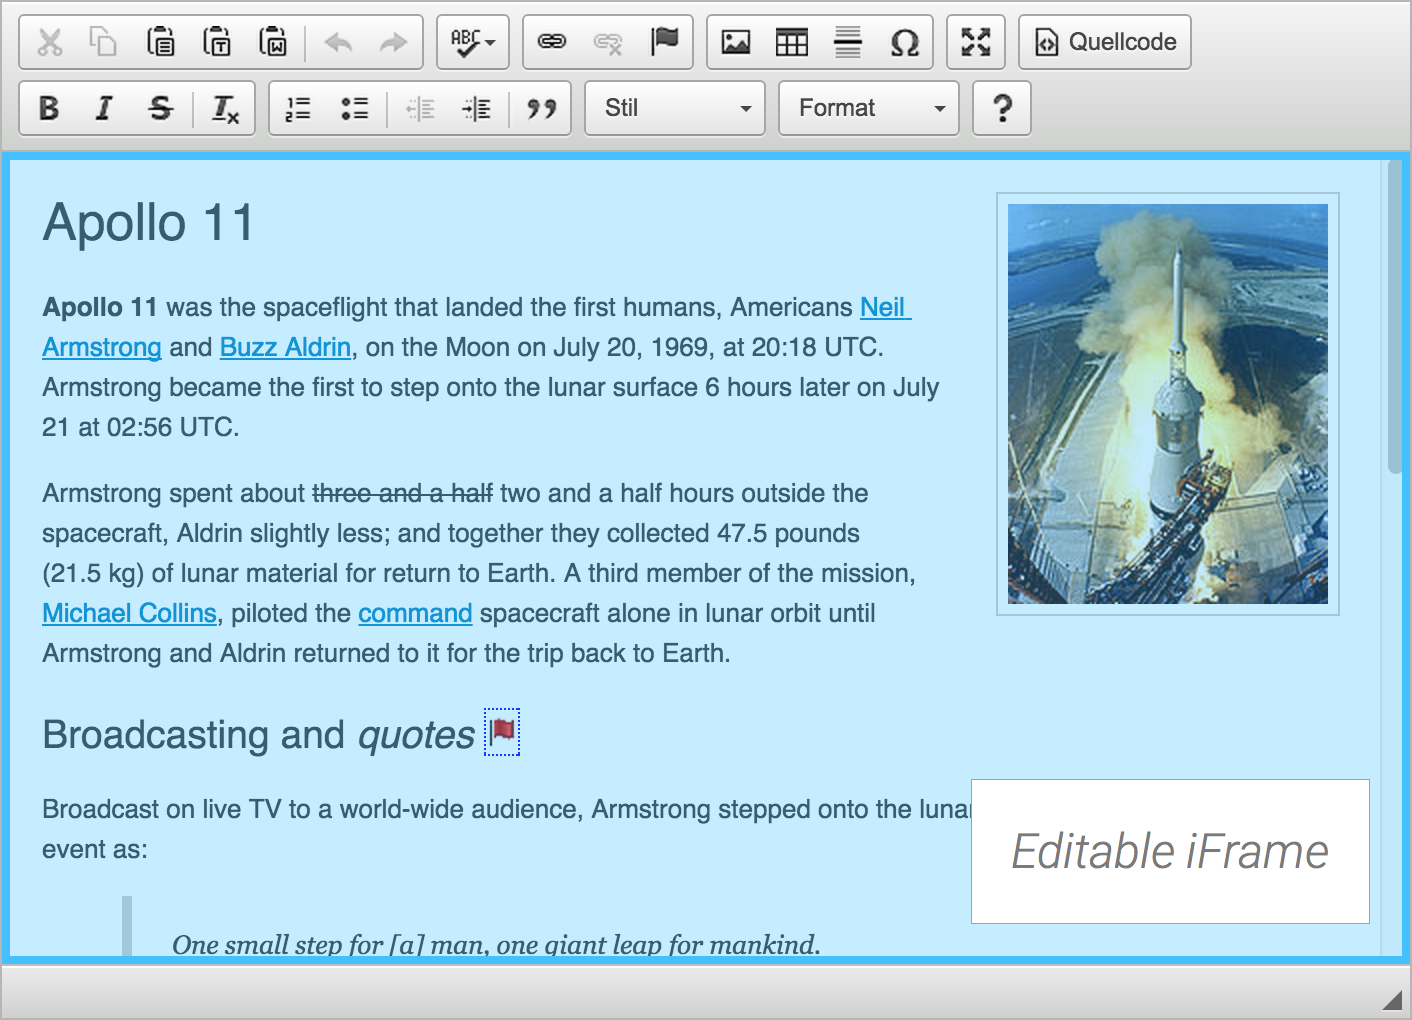 ABC
Quellcode
B I S Ix
Stil
Format
?
Apollo 11
Apollo 11 was the spaceflight that landed the first humans, Americans Neil
Armstrong and Buzz Aldrin, on the Moon on July 20, 1969, at 20:18 UTC.
Armstrong became the first to step onto the lunar surface 6 hours later on July
21 at 02:56 UTC.
Armstrong spent about three and a half two and a half hours outside the
spacecraft, Aldrin slightly less; and together they collected 47.5 pounds
(21.5 kg) of lunar material for return to Earth. A third member of the mission,
Michael Collins, piloted the command spacecraft alone in lunar orbit until
Armstrong and Aldrin returned to it for the trip back to Earth.
Broadcasting and quotes
Broadcast on live TV to a world-wide audience, Armstrong stepped onto the lunar
event as:
Editable iFrame
One small step for [a] man, one giant leap for mankind.